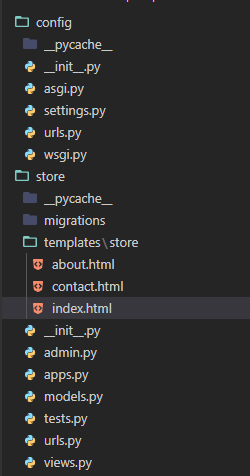 config
__pycache__
__init__.py
asgi.py
settings.py
urls.py
wsgi.py
store
__pycache__
migrations
templates\store
about.html
contact.html
index.html
__init__.py
admin.py
apps.py
models.py
tests.py
urls.py
views.py